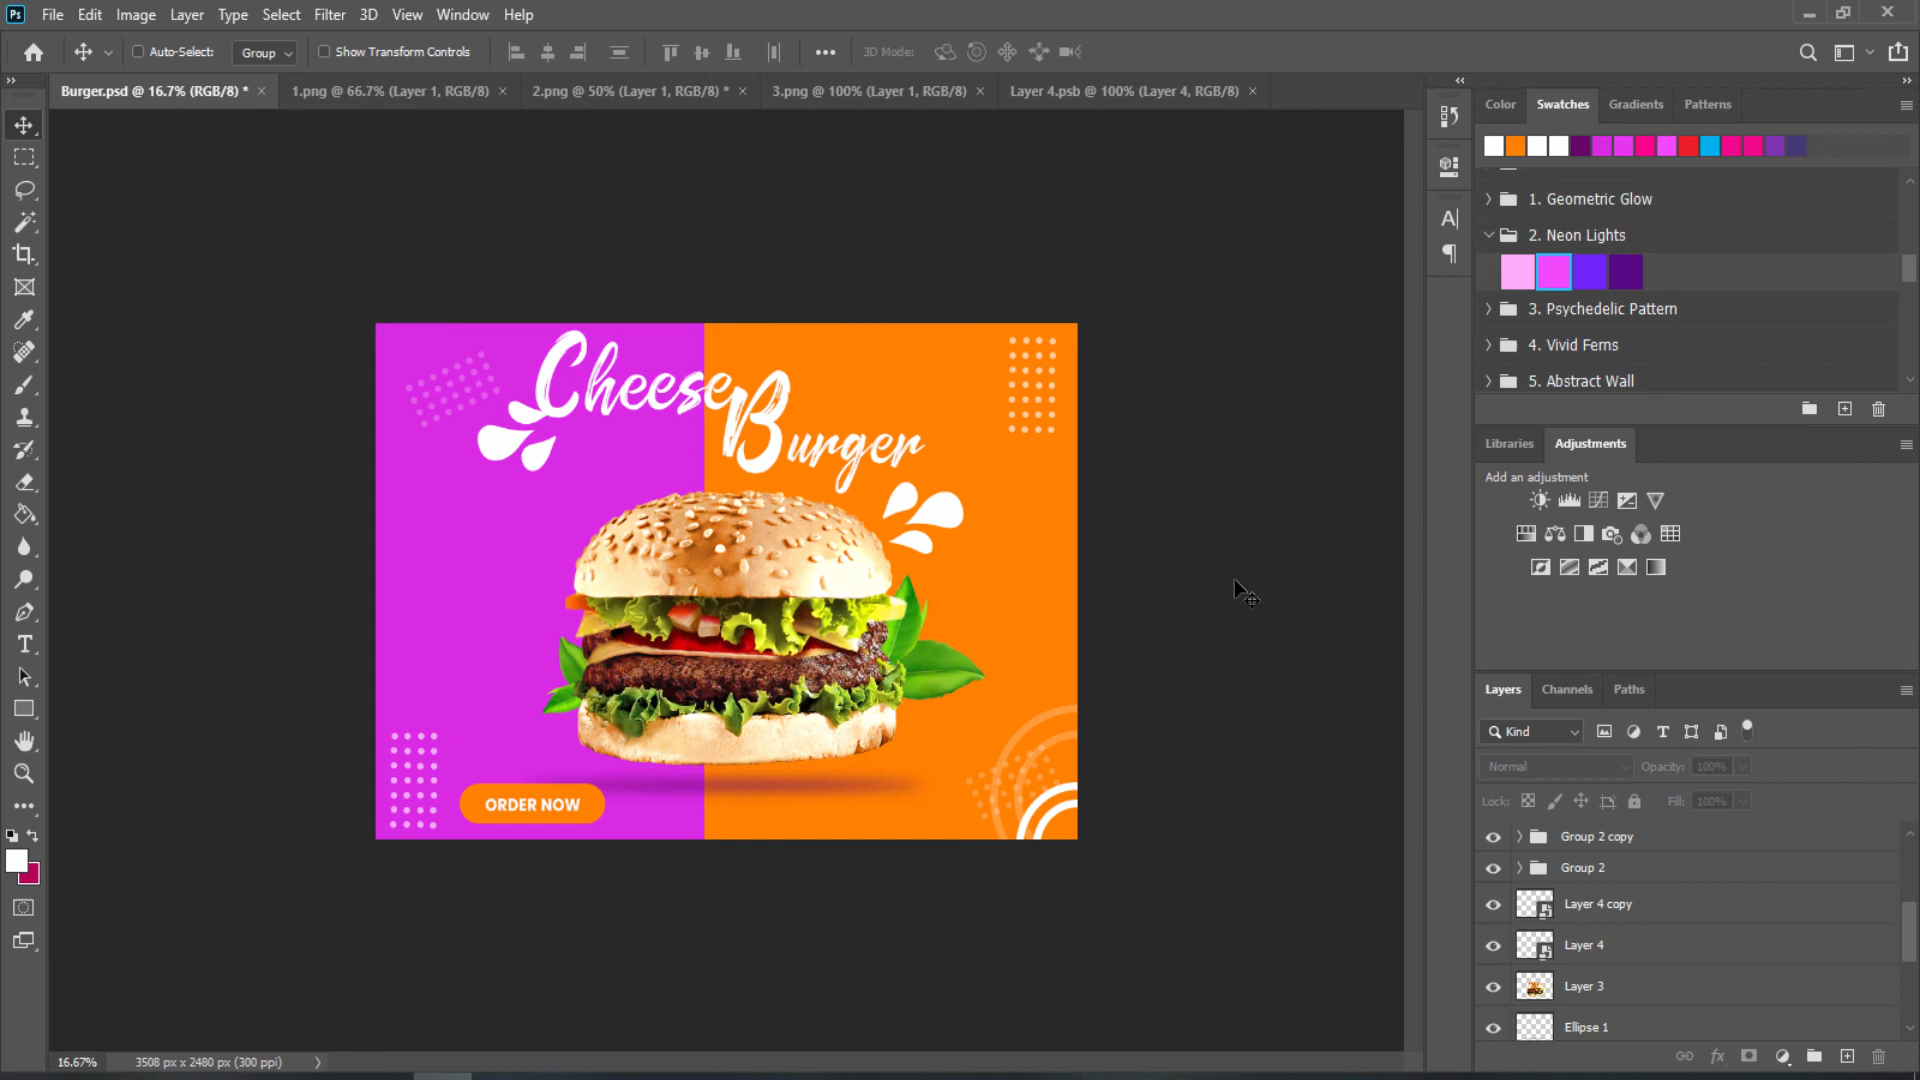 Ps File Edit Image Layer Type Select Filter 3D View Window Help
Auto-Select: Group Show Transform Controls 3D Mode:
Burger.psd @ 16.7% (RGB/8) * 1.png @ 66.7% (Layer 1, RGB/8) 2.png @ 50% (Layer 1, RGB/8) * 3.png @ 100% (Layer 1, RGB/8) Layer 4.psb @ 100% (Layer 4, RGB/8)
Color Swatches Gradients Patterns
1. Geometric Glow
2. Neon Lights
3. Psychedelic Pattern
4. Vivid Ferns
5. Abstract Wall
Cheese
Burger
ORDER NOW
Libraries Adjustments
Add an adjustment
Layers Channels Paths
Kind
Normal Opacity: 100%
Lock: Fill: 100%
Group 2 copy
Group 2
Layer 4 copy
Layer 4
Layer 3
Ellipse 1
16.67% 3508 px x 2480 px (300 ppi)